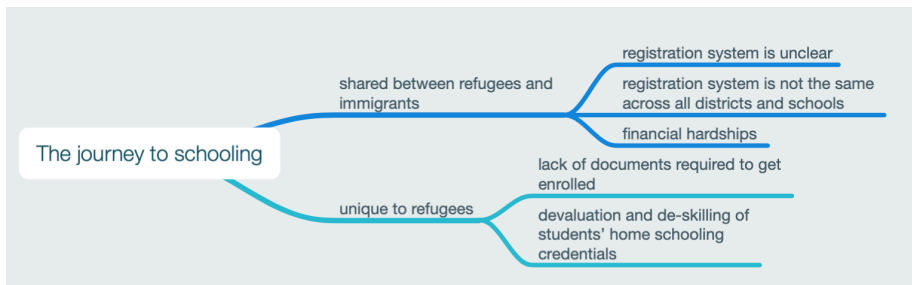 The journey to schooling
shared between refugees and
immigrants
registration system is unclear
registration system is not the same
across all districts and schools
financial hardships
unique to refugees
lack of documents required to get
enrolled
devaluation and de-skilling of
students' home schooling
credentials